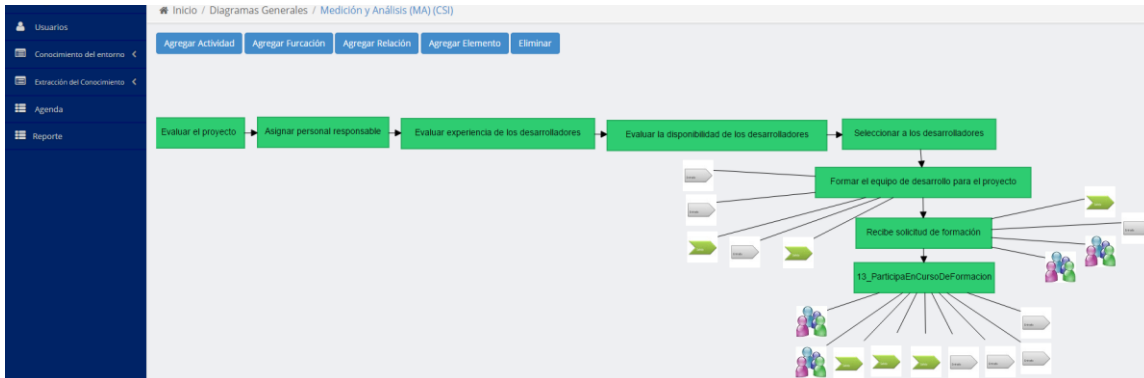 Inicio / Diagramas Generales / Medición y Análisis (MA) (CSI)
Usuarios
Conocimiento del entorno
Extracción del Conocimiento
Agenda
Reporte
Agregar Actividad
Agregar Furcación
Agregar Relación
Agregar Elemento
Eliminar
Evaluar el proyecto
Asignar personal responsable
Evaluar experiencia de los desarrolladores
Evaluar la disponibilidad de los desarrolladores
Seleccionar a los desarrolladores
Formar el equipo de desarrollo para el proyecto
Recibe solicitud de formación
13_ParticipaEnCursoDeFormacion